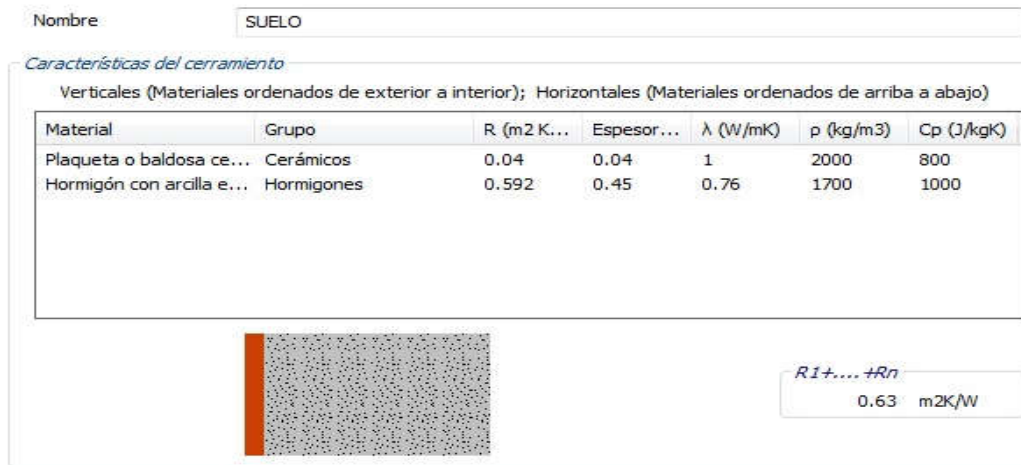 Nombre SUELO
Características del cerramiento
Verticales (Materiales ordenados de exterior a interior); Horizontales (Materiales ordenados de arriba a abajo)
Material Grupo R (m2 K... Espesor... λ (W/mK) ρ (kg/m3) Cp (J/kgK)
Plaqueta o baldosa ce... Cerámicos 0.04 0.04 1 2000 800
Hormigón con arcilla e... Hormigones 0.592 0.45 0.76 1700 1000
R1+....+Rn
0.63 m2K/W